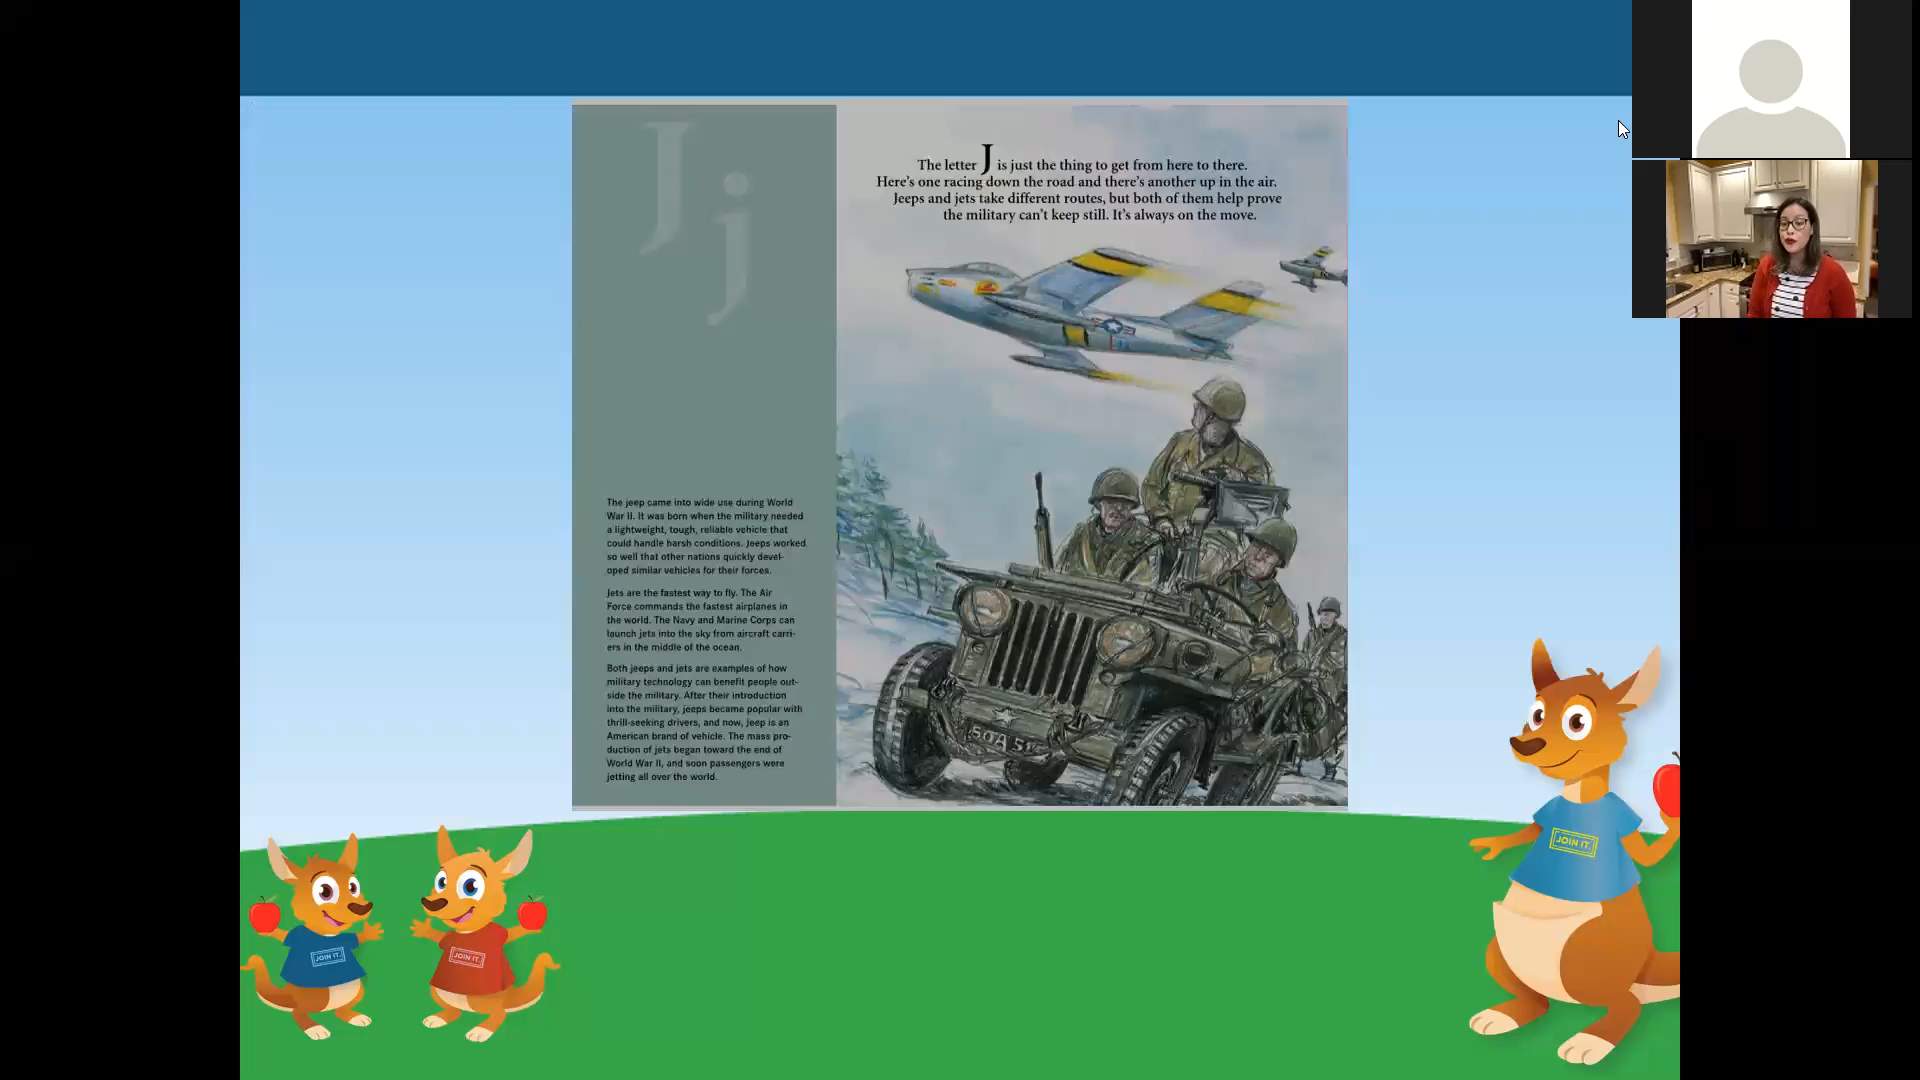 J
j
The letter J is just the thing to get from here to there.
Here's one racing down the road and there's another up in the air.
Jeeps and jets take different routes, but both of them help prove
the military can't keep still. It's always on the move.
The jeep came into wide use during World
War II. It was born when the military needed
a lightweight, tough, reliable vehicle that
could handle harsh conditions. Jeeps worked
so well that other nations quickly devel-
oped similar vehicles for their forces.
Jets are the fastest way to fly. The Air
Force commands the fastest airplanes in
the world. The Navy and Marine Corps can
launch jets into the sky from aircraft carri-
ers in the middle of the ocean.
Both jeeps and jets are examples of how
military technology can benefit people out-
side the military. After their introduction
into the military, jeeps became popular with
thrill-seeking drivers, and now, Jeep is an
American brand of vehicle. The mass pro-
duction of jets began toward the end of
World War II, and soon passengers were
jetting all over the world.
JOIN IT.
JOIN IT.
JOIN IT.